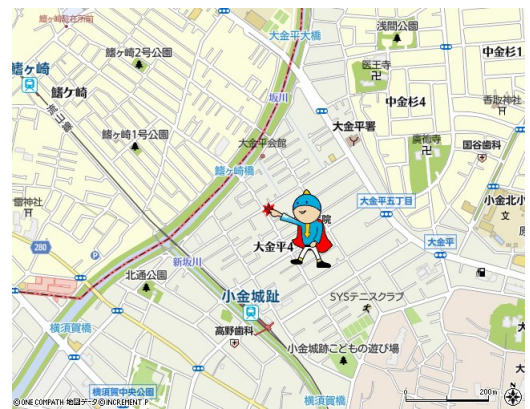 鰭ヶ崎2号公園
鰭ヶ崎
鰭ケ崎
鰭ヶ崎1号公園
大金平大橋
坂川
浅間公園
医王寺
中金杉1
中金杉4
香取神社
大金平署
廣徳寺
国谷歯科
大金平会館
鰭ヶ崎橋
雷神社
280
大金平五丁目
小金北小
院
大金平4
大金平
新坂川
北通公園
小金城趾
SYSテニスクラブ
横須賀橋
高野歯科
小金城跡こどもの遊び場
横須賀中央公園
横須賀橋
0
200m
© ONE COMPATH 地図データ © INCREMENT P